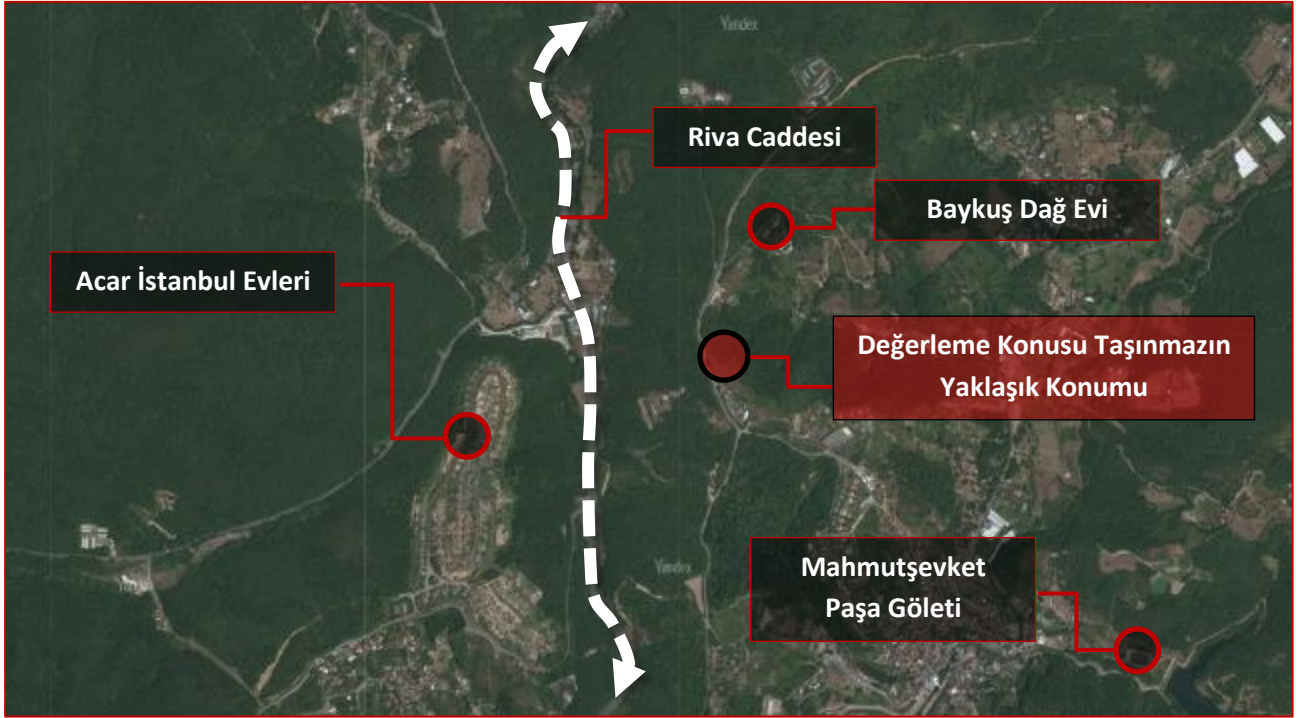 Yandex
Riva Caddesi
Baykuş Dağ Evi
Acar İstanbul Evleri
Değerleme Konusu Taşınmazın
Yaklaşık Konumu
Yandex
Mahmutşevket
Paşa Göleti